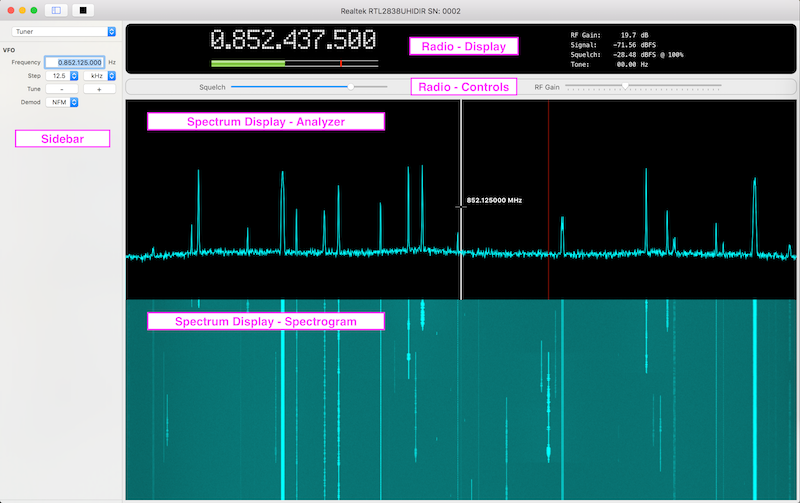 Realtek RTL2838UHIDIR SN: 0002
Tuner
VFO
Frequency 0.852.125.000 Hz
Step 12.5 kHz
Tune - +
Demod NFM
Sidebar
0.852.437.500
Radio - Display
RF Gain: 19.7 dB
Signal: -71.56 dBFS
Squelch: -28.48 dBFS @ 100%
Tone: 00.00 Hz
Squelch
Radio - Controls
RF Gain
Spectrum Display - Analyzer
852.125000 MHz
Spectrum Display - Spectrogram